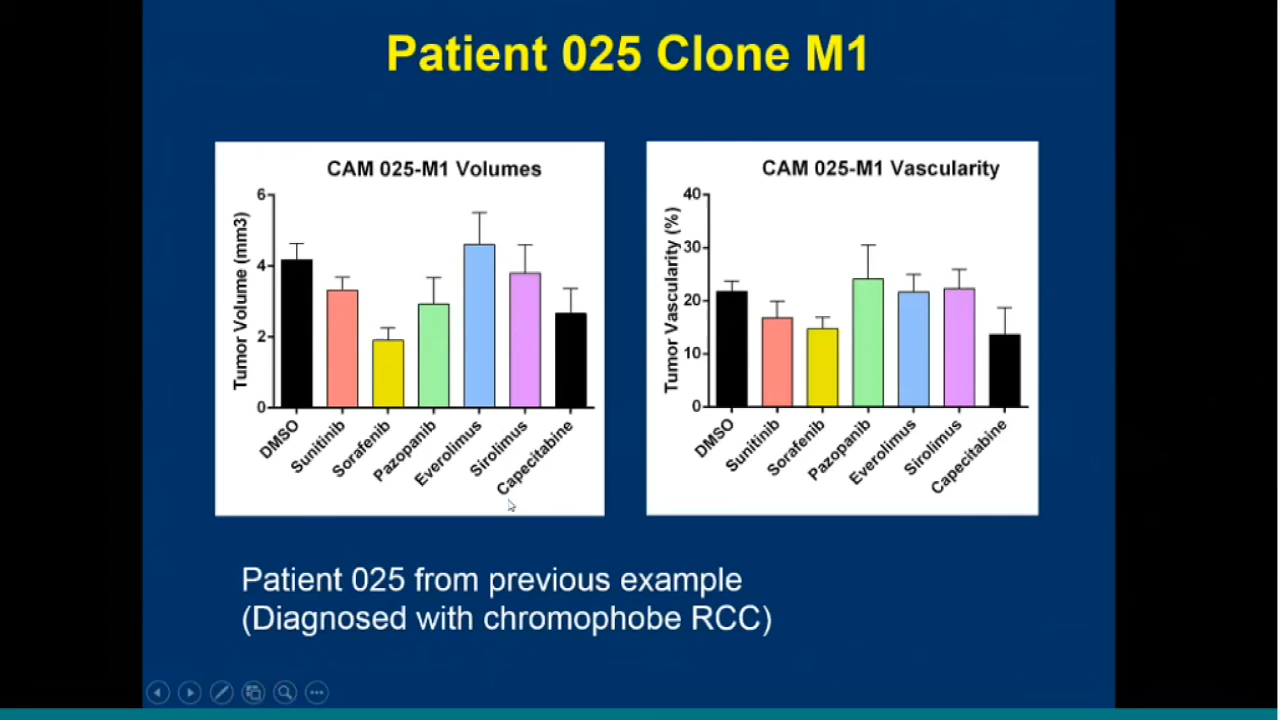 Patient 025 Clone M1
CAM 025-M1 Volumes
Tumor Volume (mm3)
6
4
2
0
DMSO
Sunitinib
Sorafenib
Pazopanib
Everolimus
Sirolimus
Capecitabine
CAM 025-M1 Vascularity
Tumor Vascularity (%)
40
30
20
10
0
DMSO
Sunitinib
Sorafenib
Pazopanib
Everolimus
Sirolimus
Capecitabine
Patient 025 from previous example
(Diagnosed with chromophobe RCC)